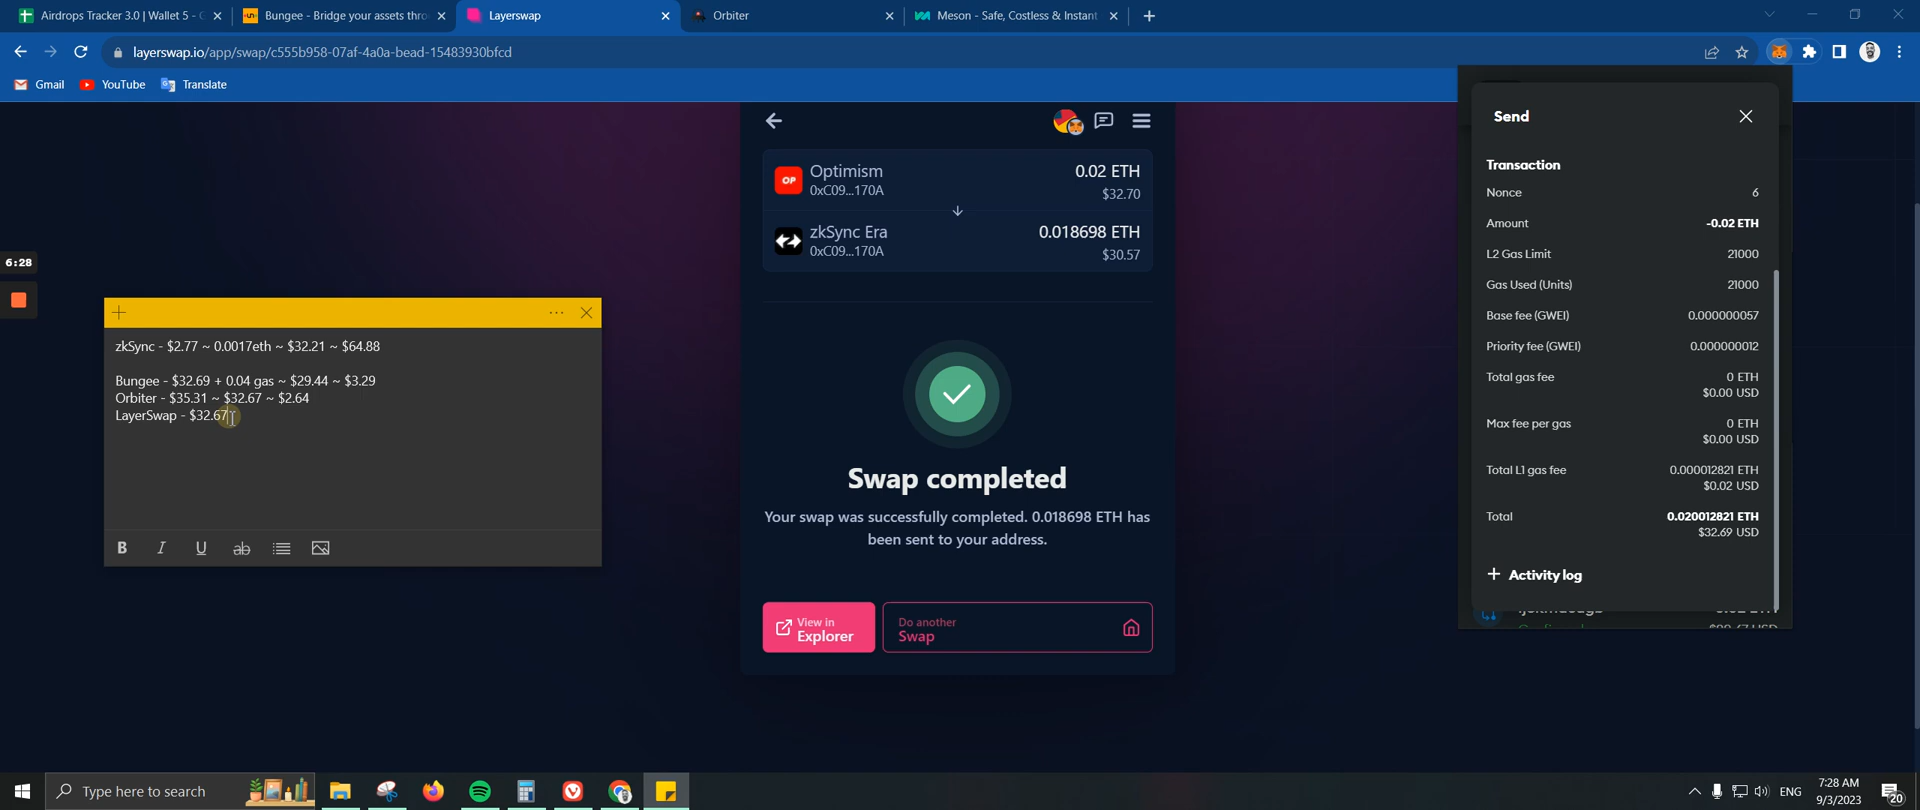 Airdrops Tracker 3.0 | Wallet 5 - G
Bungee - Bridge your assets thro
Layerswap
Orbiter
Meson - Safe, Costless & Instant
layerswap.io/app/swap/c555b958-07af-4a0a-bead-15483930bfcd
Gmail
YouTube
Translate
6:28
zkSync - $2.77 ~ 0.0017eth ~ $32.21 ~ $64.88
Bungee - $32.69 + 0.04 gas ~ $29.44 ~ $3.29
Orbiter - $35.31 ~ $32.67 ~ $2.64
LayerSwap - $32.67
B I U ab
OP
Optimism 0.02 ETH
0xC09...170A $32.70
zkSync Era 0.018698 ETH
0xC09...170A $30.57
Swap completed
Your swap was successfully completed. 0.018698 ETH has
been sent to your address.
View in
Explorer
Do another
Swap
Send
Transaction
Nonce 6
Amount -0.02 ETH
L2 Gas Limit 21000
Gas Used (Units) 21000
Base fee (GWEI) 0.000000057
Priority fee (GWEI) 0.000000012
Total gas fee 0 ETH
$0.00 USD
Max fee per gas 0 ETH
$0.00 USD
Total L1 gas fee 0.000012821 ETH
$0.02 USD
Total 0.020012821 ETH
$32.69 USD
+ Activity log
Type here to search
ENG
7:28 AM
9/3/2023
20